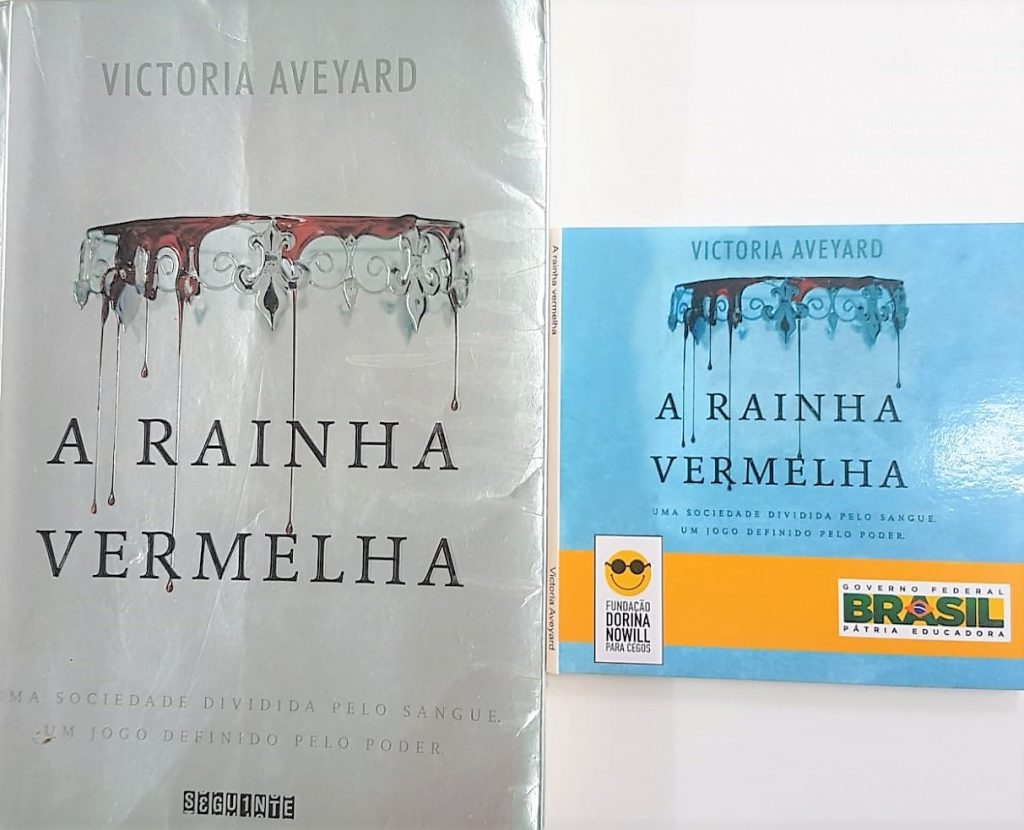 VICTORIA AVEYARD
A RAINHA
VERMELHA
UMA SOCIEDADE DIVIDIDA PELO SANGUE.
UM JOGO DEFINIDO PELO PODER.
SEGU1NTE
A rainha vermelha
Victoria Aveyard
VICTORIA AVEYARD
A RAINHA
VERMELHA
UMA SOCIEDADE DIVIDIDA PELO SANGUE.
UM JOGO DEFINIDO PELO PODER.
FUNDAÇÃO
DORINA
NOWILL
PARA CEGOS
GOVERNO FEDERAL
BRASIL
PÁTRIA EDUCADORA